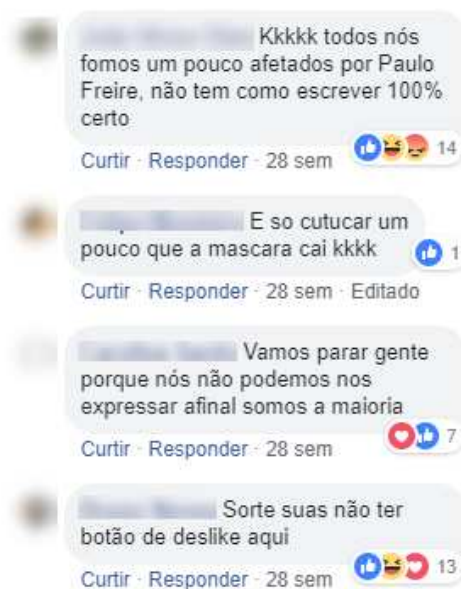 Kkkkk todos nós
fomos um pouco afetados por Paulo
Freire, não tem como escrever 100%
certo
Curtir · Responder · 28 sem 14
E so cutucar um
pouco que a mascara cai kkkk
1
Curtir · Responder · 28 sem · Editado
Vamos parar gente
porque nós não podemos nos
expressar afinal somos a maioria
Curtir · Responder · 28 sem 7
Sorte suas não ter
botão de deslike aqui
Curtir · Responder · 28 sem 13